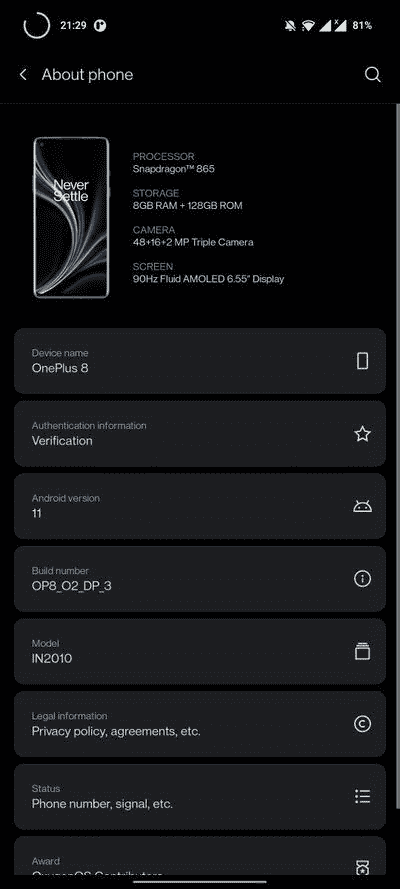 21:29
81%
About phone
Never
Settle
PROCESSOR
Snapdragon™ 865
STORAGE
8GB RAM + 128GB ROM
CAMERA
48+16+2 MP Triple Camera
SCREEN
90Hz Fluid AMOLED 6.55" Display
Device name
OnePlus 8
Authentication information
Verification
Android version
11
Build number
OP8_O2_DP_3
Model
IN2010
Legal information
Privacy policy, agreements, etc.
Status
Phone number, signal, etc.
Award
OxygenOS Contributors